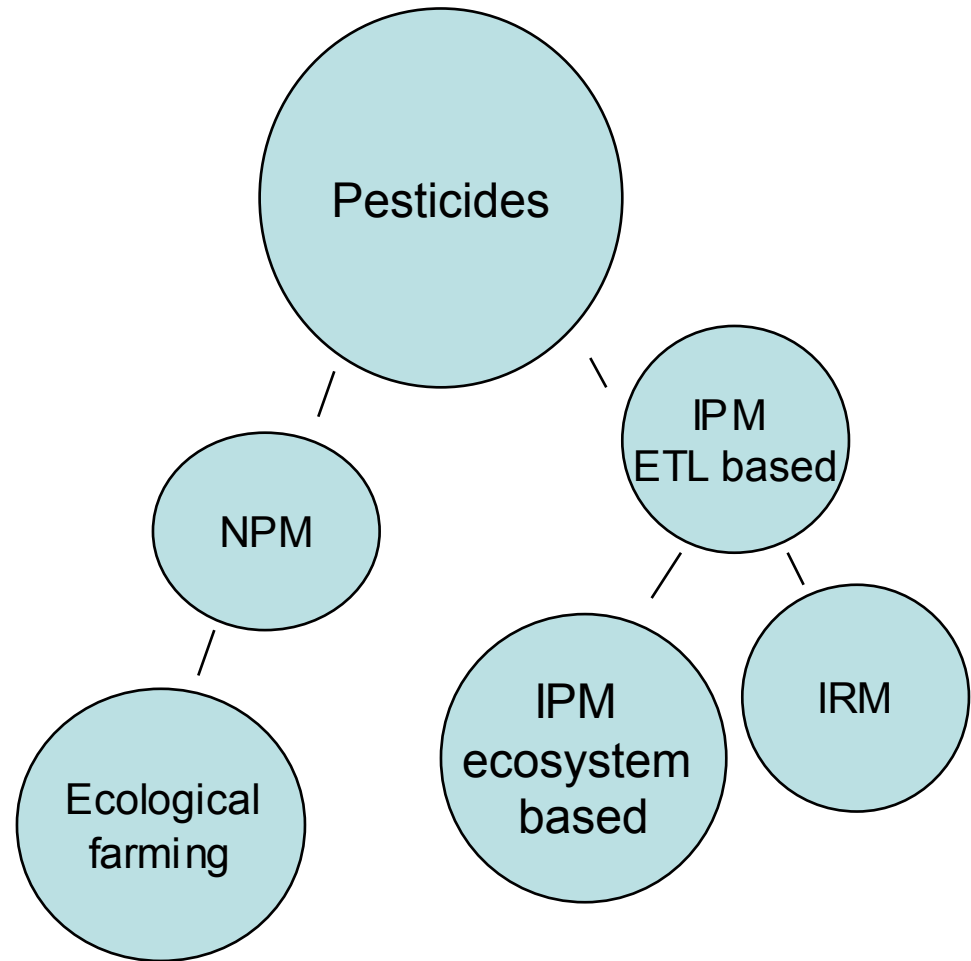 Pesticides
IPM
ETL based
NPM
IPM
ecosystem
based
IRM
Ecological
farming